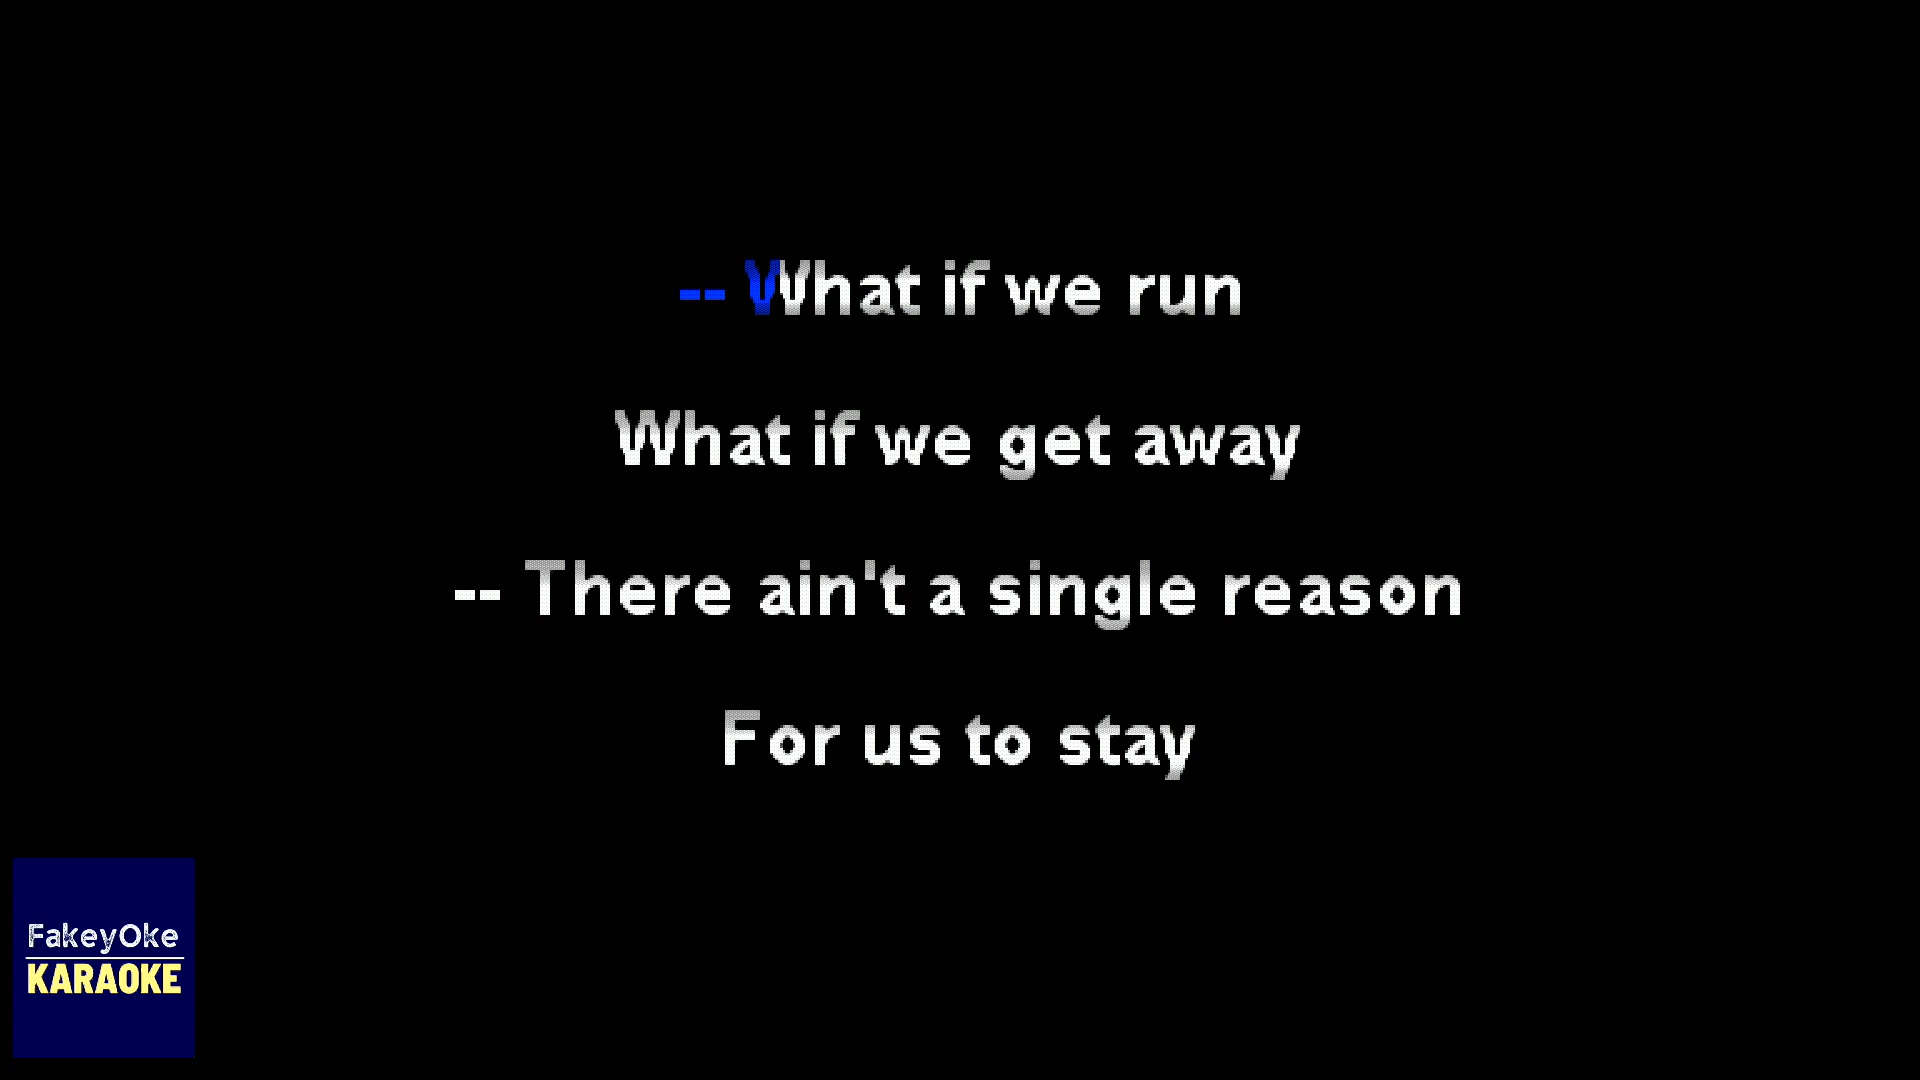 -- What if we run
What if we get away
-- There ain't a single reason
For us to stay
FakeyOke
KARAOKE